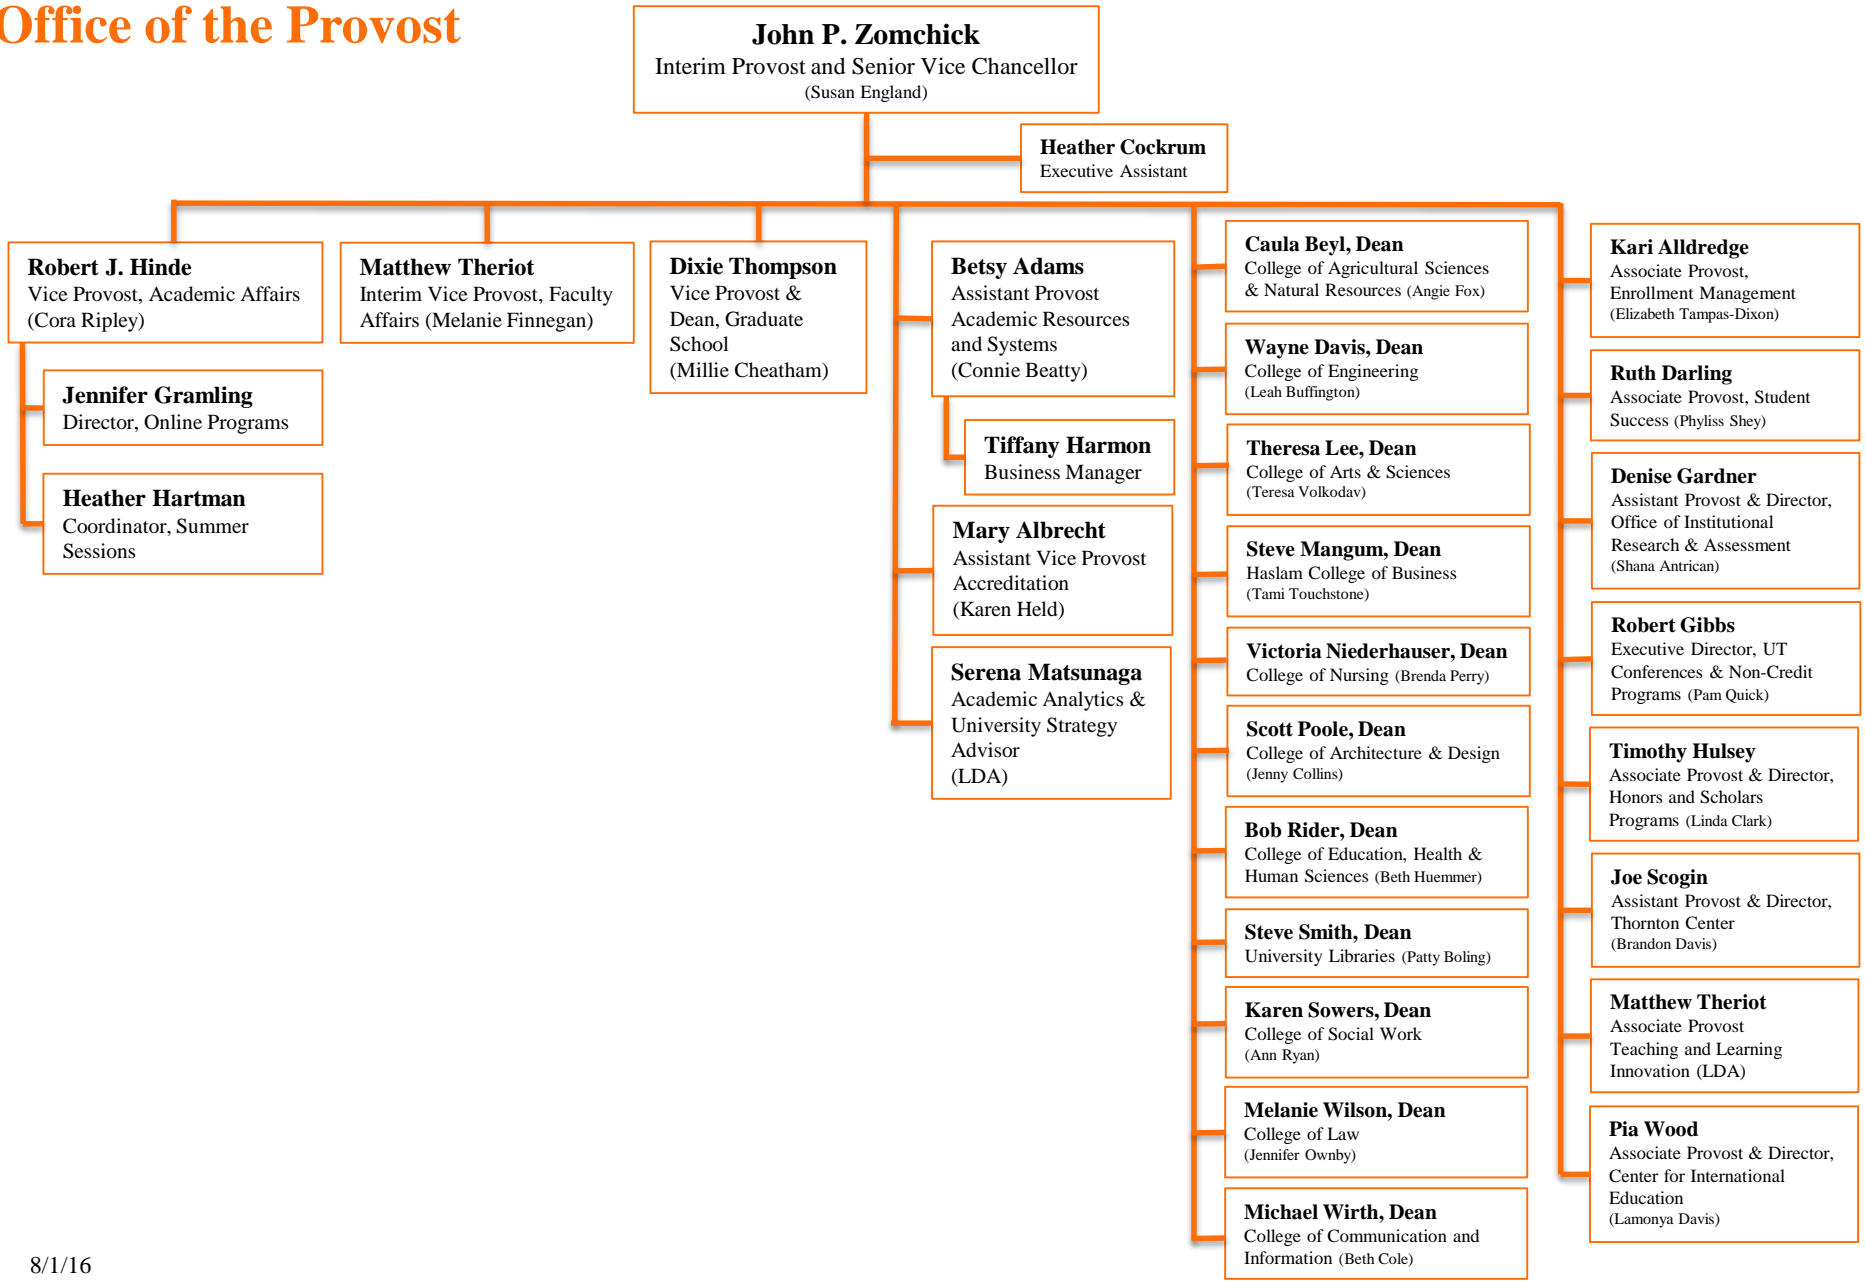 Office of the Provost
John P. Zomchick
Interim Provost and Senior Vice Chancellor
(Susan England)
Heather Cockrum
Executive Assistant
Robert J. Hinde
Vice Provost, Academic Affairs
(Cora Ripley)
Jennifer Gramling
Director, Online Programs
Heather Hartman
Coordinator, Summer
Sessions
Matthew Theriot
Interim Vice Provost, Faculty
Affairs (Melanie Finnegan)
Dixie Thompson
Vice Provost &
Dean, Graduate
School
(Millie Cheatham)
Betsy Adams
Assistant Provost
Academic Resources
and Systems
(Connie Beatty)
Tiffany Harmon
Business Manager
Mary Albrecht
Assistant Vice Provost
Accreditation
(Karen Held)
Serena Matsunaga
Academic Analytics &
University Strategy
Advisor
(LDA)
Caula Beyl, Dean
College of Agricultural Sciences
& Natural Resources (Angie Fox)
Wayne Davis, Dean
College of Engineering
(Leah Buffington)
Theresa Lee, Dean
College of Arts & Sciences
(Teresa Volkodav)
Steve Mangum, Dean
Haslam College of Business
(Tami Touchstone)
Victoria Niederhauser, Dean
College of Nursing (Brenda Perry)
Scott Poole, Dean
College of Architecture & Design
(Jenny Collins)
Bob Rider, Dean
College of Education, Health &
Human Sciences (Beth Huemmer)
Steve Smith, Dean
University Libraries (Patty Boling)
Karen Sowers, Dean
College of Social Work
(Ann Ryan)
Melanie Wilson, Dean
College of Law
(Jennifer Ownby)
Michael Wirth, Dean
College of Communication and
Information (Beth Cole)
Kari Alldredge
Associate Provost,
Enrollment Management
(Elizabeth Tampas-Dixon)
Ruth Darling
Associate Provost, Student
Success (Phyliss Shey)
Denise Gardner
Assistant Provost & Director,
Office of Institutional
Research & Assessment
(Shana Antrican)
Robert Gibbs
Executive Director, UT
Conferences & Non-Credit
Programs (Pam Quick)
Timothy Hulsey
Associate Provost & Director,
Honors and Scholars
Programs (Linda Clark)
Joe Scogin
Assistant Provost & Director,
Thornton Center
(Brandon Davis)
Matthew Theriot
Associate Provost
Teaching and Learning
Innovation (LDA)
Pia Wood
Associate Provost & Director,
Center for International
Education
(Lamonya Davis)
8/1/16